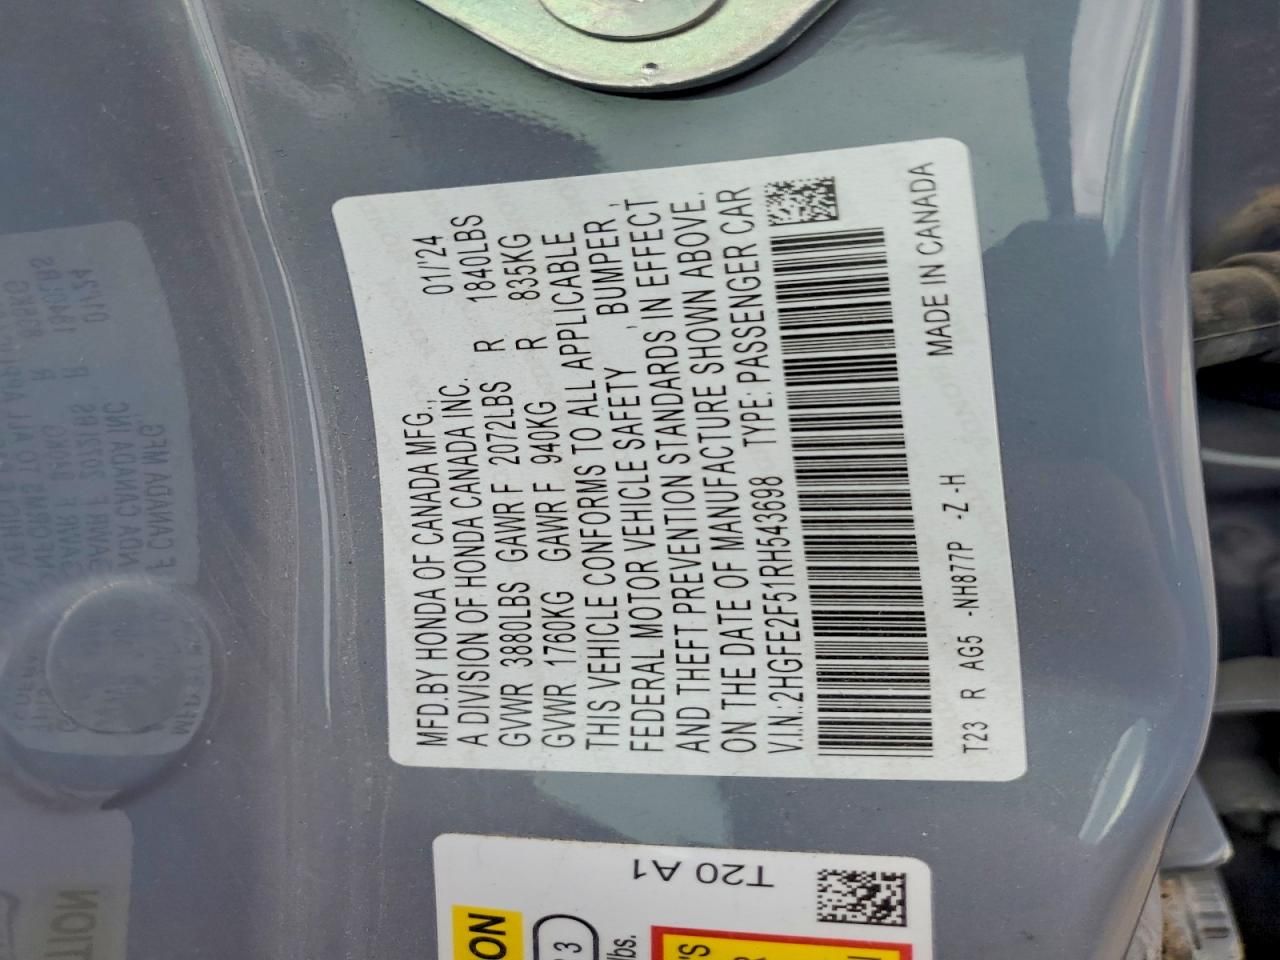 MFD.BY HONDA OF CANADA MFG., 01/24
A DIVISION OF HONDA CANADA INC.
GVWR 3880LBS GAWR F 2072LBS R 1840LBS
GVWR 1760KG GAWR F 940KG R 835KG
THIS VEHICLE CONFORMS TO ALL APPLICABLE
FEDERAL MOTOR VEHICLE SAFETY , BUMPER ,
AND THEFT PREVENTION STANDARDS IN EFFECT
ON THE DATE OF MANUFACTURE SHOWN ABOVE.
V.I.N.:2HGFE2F51RH543698 TYPE: PASSENGER CAR
T23 R AG5 -NH877P -Z -H MADE IN CANADA
T20 A1
ON
3
lbs.
'S